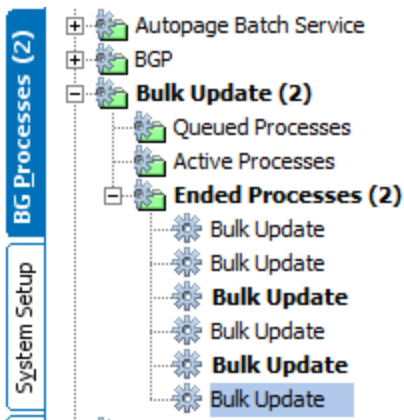 BG Processes (2)
System Setup
Autopage Batch Service
BGP
Bulk Update (2)
Queued Processes
Active Processes
Ended Processes (2)
Bulk Update
Bulk Update
Bulk Update
Bulk Update
Bulk Update
Bulk Update